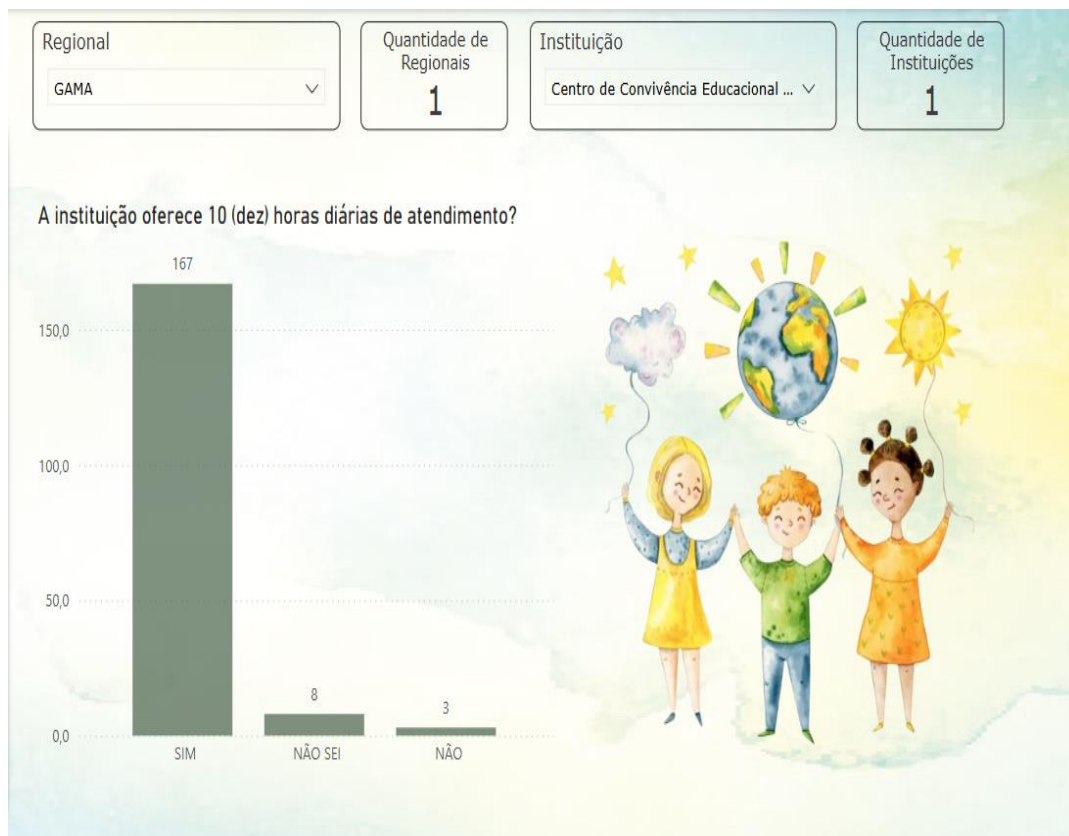 Regional
GAMA
Quantidade de
Regionais
1
Instituição
Centro de Convivência Educacional ...
Quantidade de
Instituições
1
A instituição oferece 10 (dez) horas diárias de atendimento?
167
150,0
100,0
50,0
8
3
0,0
SIM
NÃO SEI
NÃO